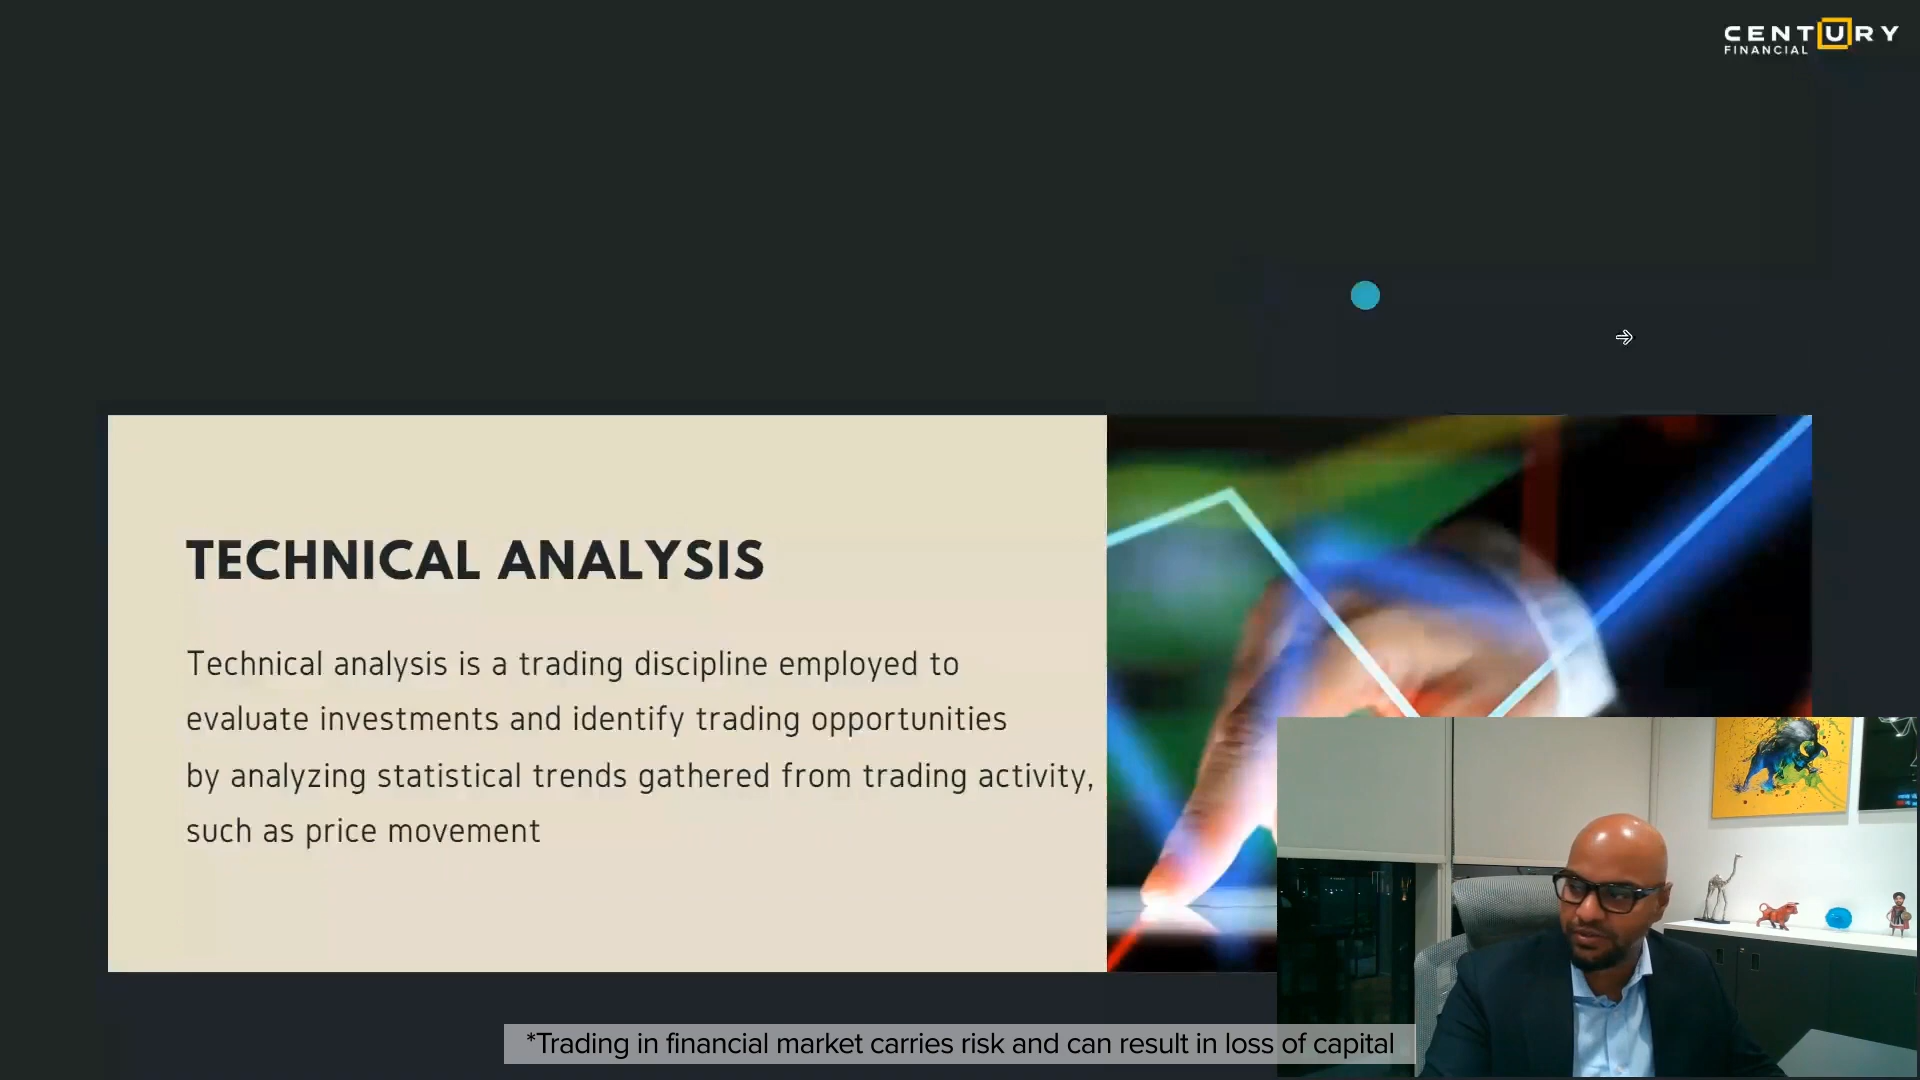 CENTURY
FINANCIAL
TECHNICAL ANALYSIS
Technical analysis is a trading discipline employed to
evaluate investments and identify trading opportunities
by analyzing statistical trends gathered from trading activity,
such as price movement
*Trading in financial market carries risk and can result in loss of capital